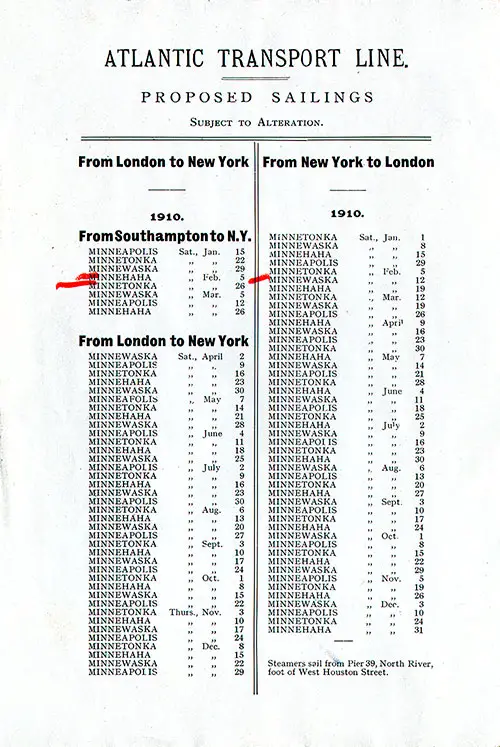 ATLANTIC TRANSPORT LINE.
PROPOSED SAILINGS
SUBJECT TO ALTERATION.
From London to New York
1910.
From Southampton to N.Y.
MINNEAPOLIS Sat., Jan. 15
MINNETONKA „ „ 22
MINNEWASKA „ „ 29
MINNEHAHA „ Feb. 5
MINNETONKA „ „ 26
MINNEWASKA „ Mar. 5
MINNEAPOLIS „ „ 12
MINNEHAHA „ „ 26
From London to New York
MINNEWASKA Sat., April 2
MINNEAPOLIS „ „ 9
MINNETONKA „ „ 16
MINNEHAHA „ „ 23
MINNEWASKA „ „ 30
MINNEAPOLIS „ May 7
MINNETONKA „ „ 14
MINNEHAHA „ „ 21
MINNEWASKA „ „ 28
MINNEAPOLIS „ June 4
MINNETONKA „ „ 11
MINNEHAHA „ „ 18
MINNEWASKA „ „ 25
MINNEAPOLIS „ July 2
MINNETONKA „ „ 9
MINNEHAHA „ „ 16
MINNEWASKA „ „ 23
MINNEAPOLIS „ „ 30
MINNETONKA „ Aug. 6
MINNEHAHA „ „ 13
MINNEWASKA „ „ 20
MINNEAPOLIS „ „ 27
MINNETONKA „ Sept. 3
MINNEHAHA „ „ 10
MINNEWASKA „ „ 17
MINNEAPOLIS „ „ 24
MINNETONKA „ Oct. 1
MINNEHAHA „ „ 8
MINNEWASKA „ „ 15
MINNEAPOLIS „ „ 22
MINNETONKA Thurs., Nov. 3
MINNEHAHA „ „ 10
MINNEWASKA „ „ 17
MINNEAPOLIS „ „ 24
MINNETONKA „ Dec. 8
MINNEHAHA „ „ 15
MINNEWASKA „ „ 22
MINNEAPOLIS „ „ 29
From New York to London
1910.
MINNETONKA Sat., Jan. 1
MINNEWASKA „ „ 8
MINNEHAHA „ „ 15
MINNEAPOLIS „ „ 29
MINNETONKA „ Feb. 5
MINNEWASKA „ „ 12
MINNEHAHA „ „ 19
MINNETONKA „ Mar. 12
MINNEWASKA „ „ 19
MINNEAPOLIS „ „ 26
MINNEHAHA „ April 9
MINNEWASKA „ „ 16
MINNEAPOLIS „ „ 23
MINNETONKA „ „ 30
MINNEHAHA „ May 7
MINNEWASKA „ „ 14
MINNEAPOLIS „ „ 21
MINNETONKA „ „ 28
MINNEHAHA „ June 4
MINNEWASKA „ „ 11
MINNEAPOLIS „ „ 18
MINNETONKA „ „ 25
MINNEHAHA „ July 2
MINNEWASKA „ „ 9
MINNEAPOLIS „ „ 16
MINNETONKA „ „ 23
MINNEHAHA „ „ 30
MINNEWASKA „ Aug. 6
MINNEAPOLIS „ „ 13
MINNETONKA „ „ 20
MINNEHAHA „ „ 27
MINNEWASKA „ Sept. 3
MINNEAPOLIS „ „ 10
MINNETONKA „ „ 17
MINNEHAHA „ „ 24
MINNEWASKA „ Oct. 1
MINNEAPOLIS „ „ 8
MINNETONKA „ „ 15
MINNEHAHA „ „ 22
MINNEWASKA „ „ 29
MINNEAPOLIS „ Nov. 5
MINNETONKA „ „ 19
MINNEHAHA „ „ 26
MINNEWASKA „ Dec. 3
MINNEAPOLIS „ „ 10
MINNETONKA „ „ 24
MINNEHAHA „ „ 31
Steamers sail from Pier 39, North River,
foot of West Houston Street.